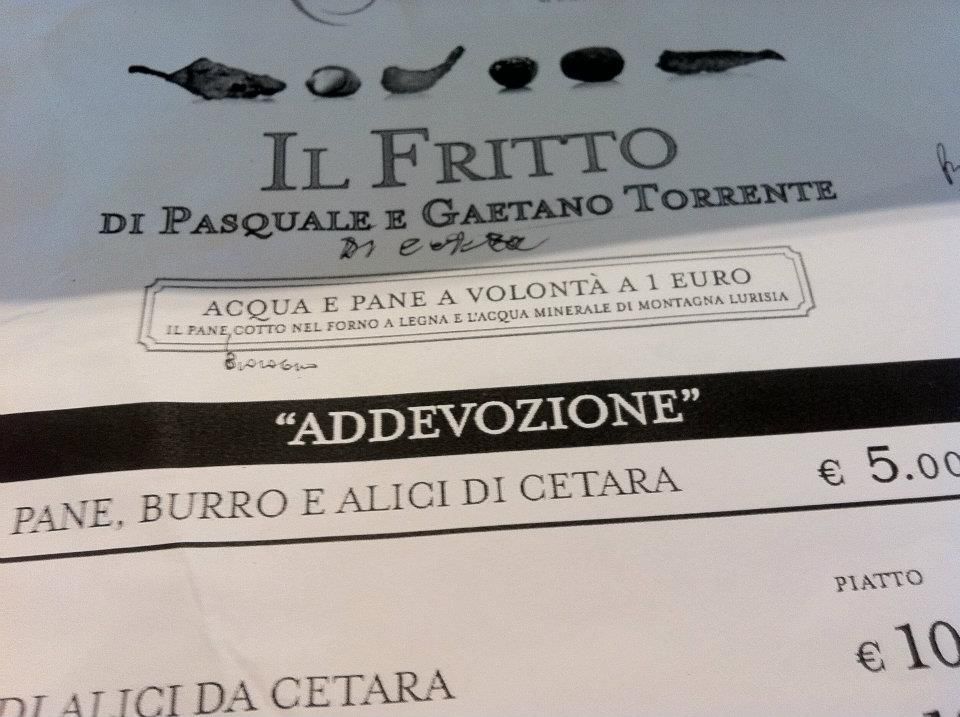 IL FRITTO
DI PASQUALE E GAETANO TORRENTE
DI
ACQUA E PANE A VOLONTÀ A 1 EURO
IL PANE COTTO NEL FORNO A LEGNA E L'ACQUA MINERALE DI MONTAGNA LURISIA
“ADDEVOZIONE”
PANE, BURRO E ALICI DI CETARA € 5.00
PIATTO
€ 10
DI ALICI DA CETARA